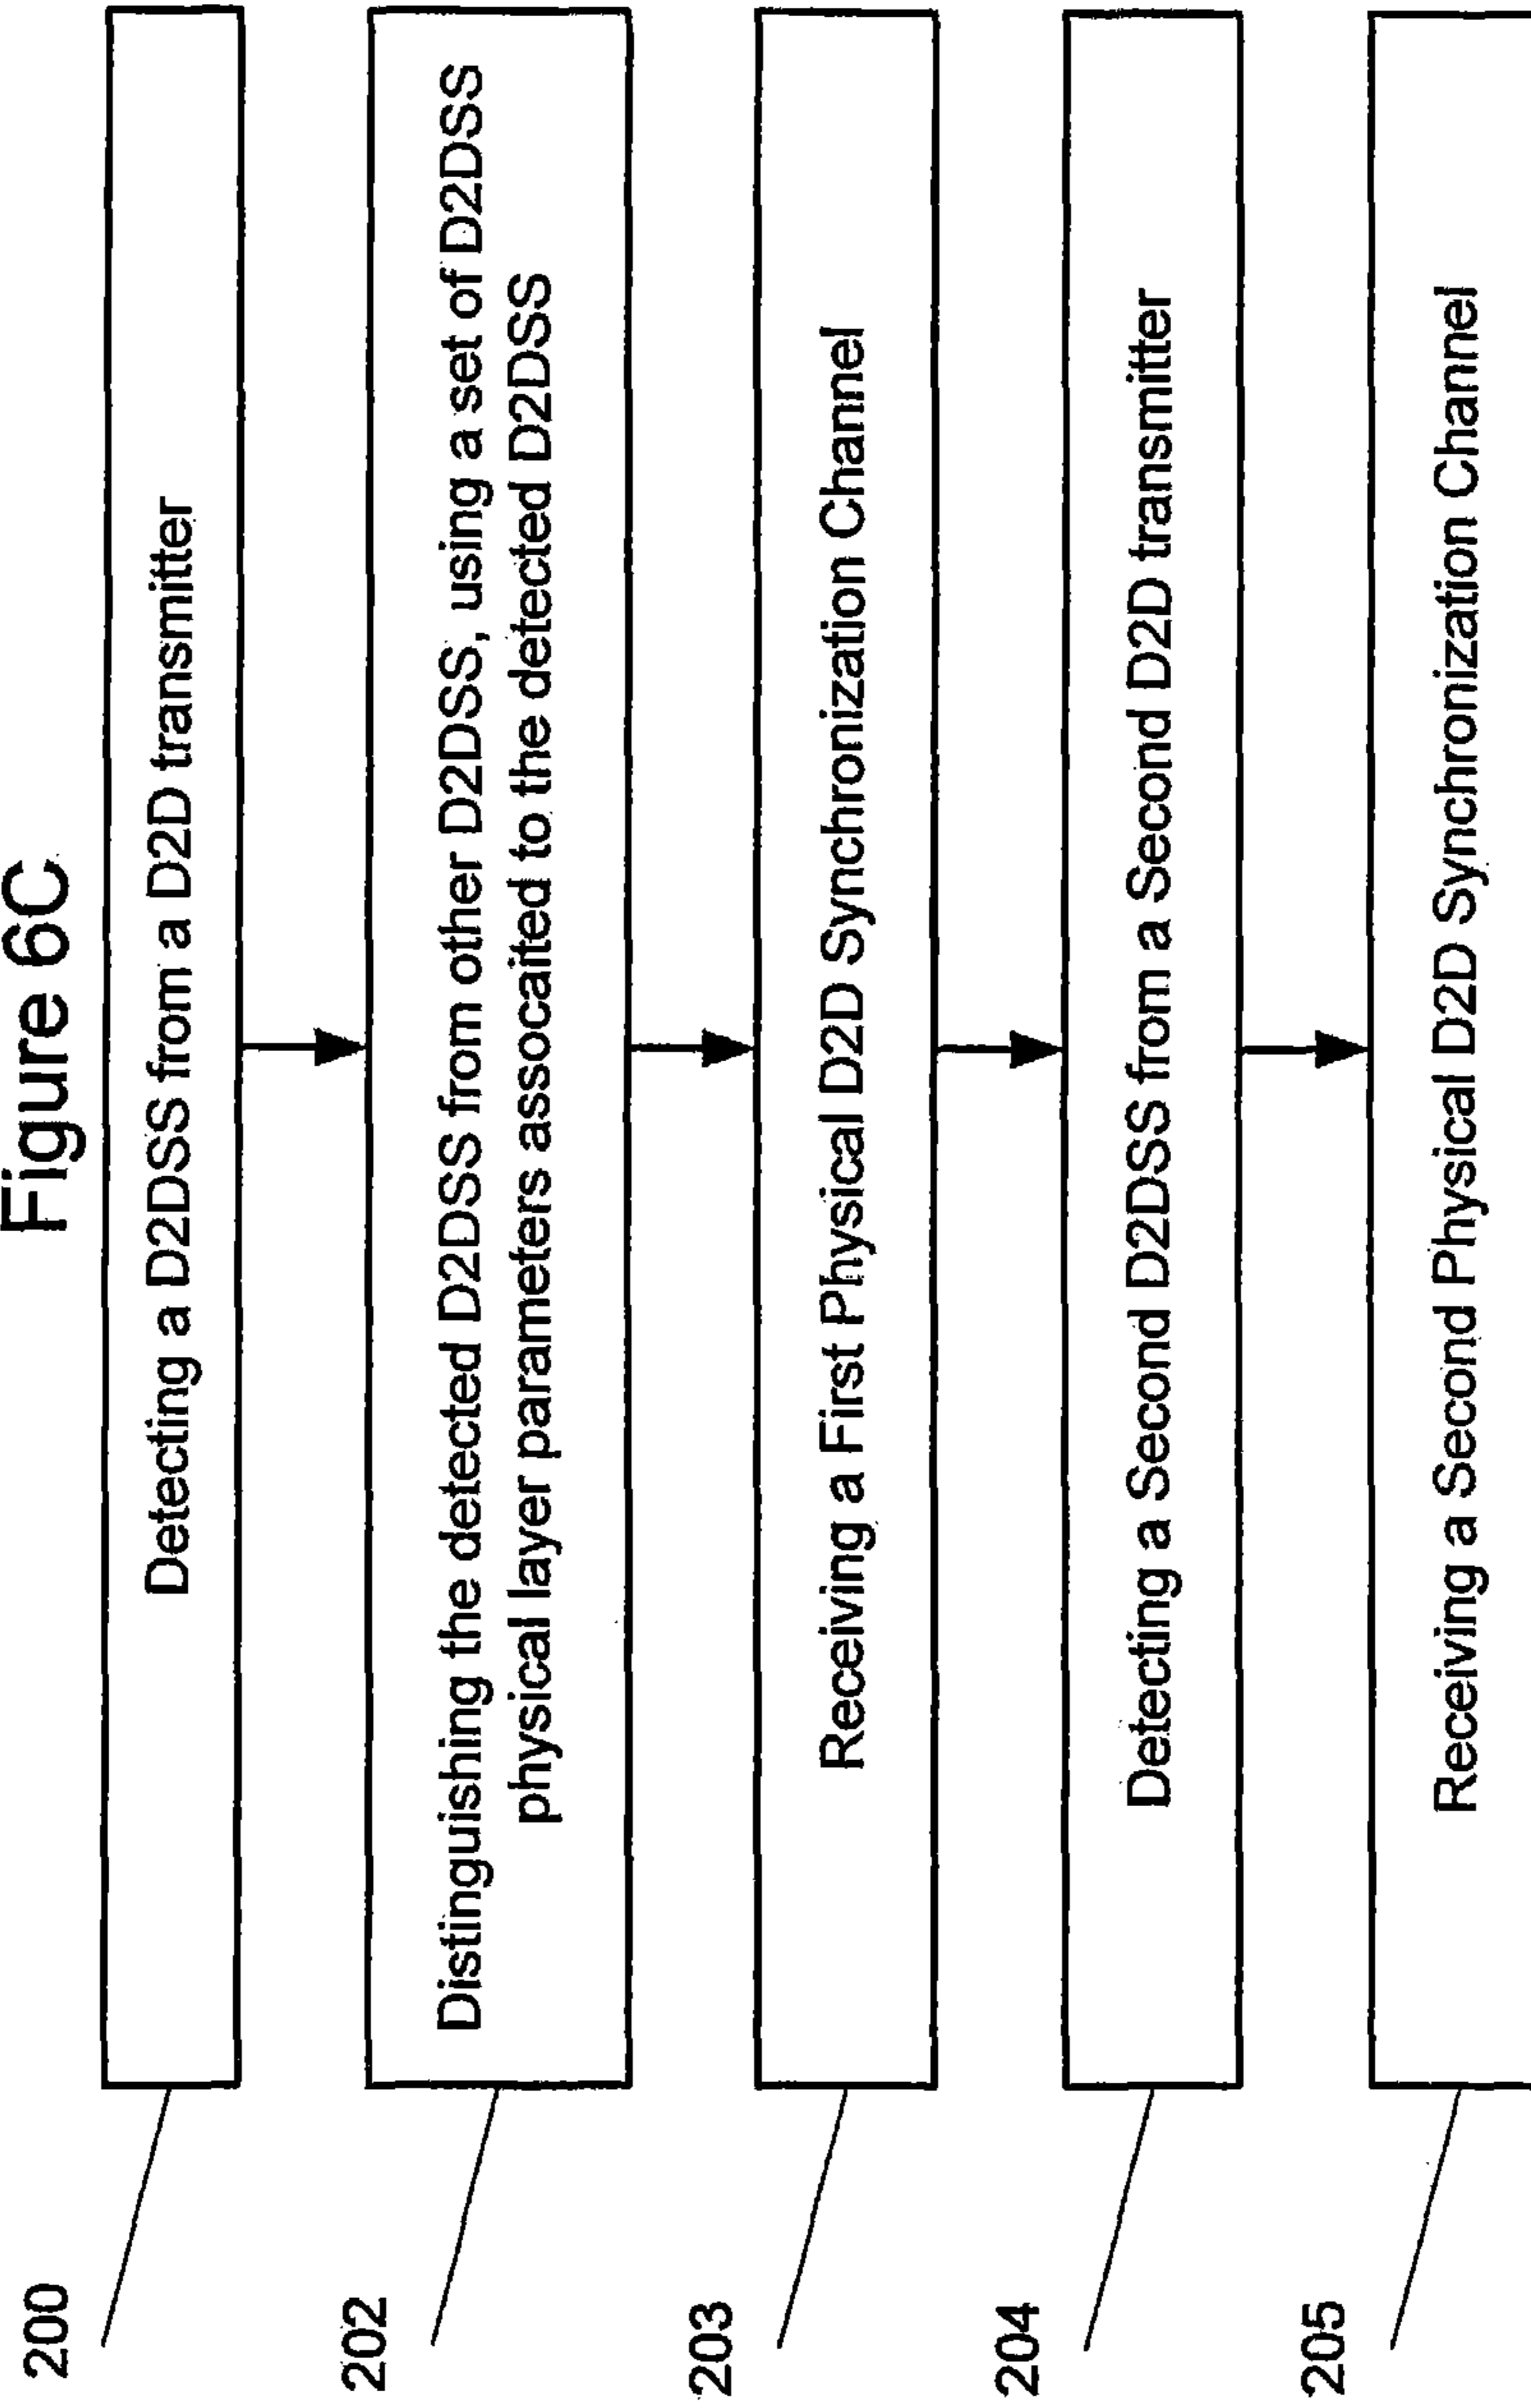 Figure 6C
200
Detecting a D2DSS from a D2D transmitter
202
Distinguishing the detected D2DSS from other D2DSS, using a set of D2DSS
physical layer parameters assocaited to the detected D2DSS
203
Receiving a First Physical D2D Synchronization Channel
204
Detecting a Second D2DSS from a Second D2D transmitter
205
Receiving a Second Physical D2D Synchronization Channel